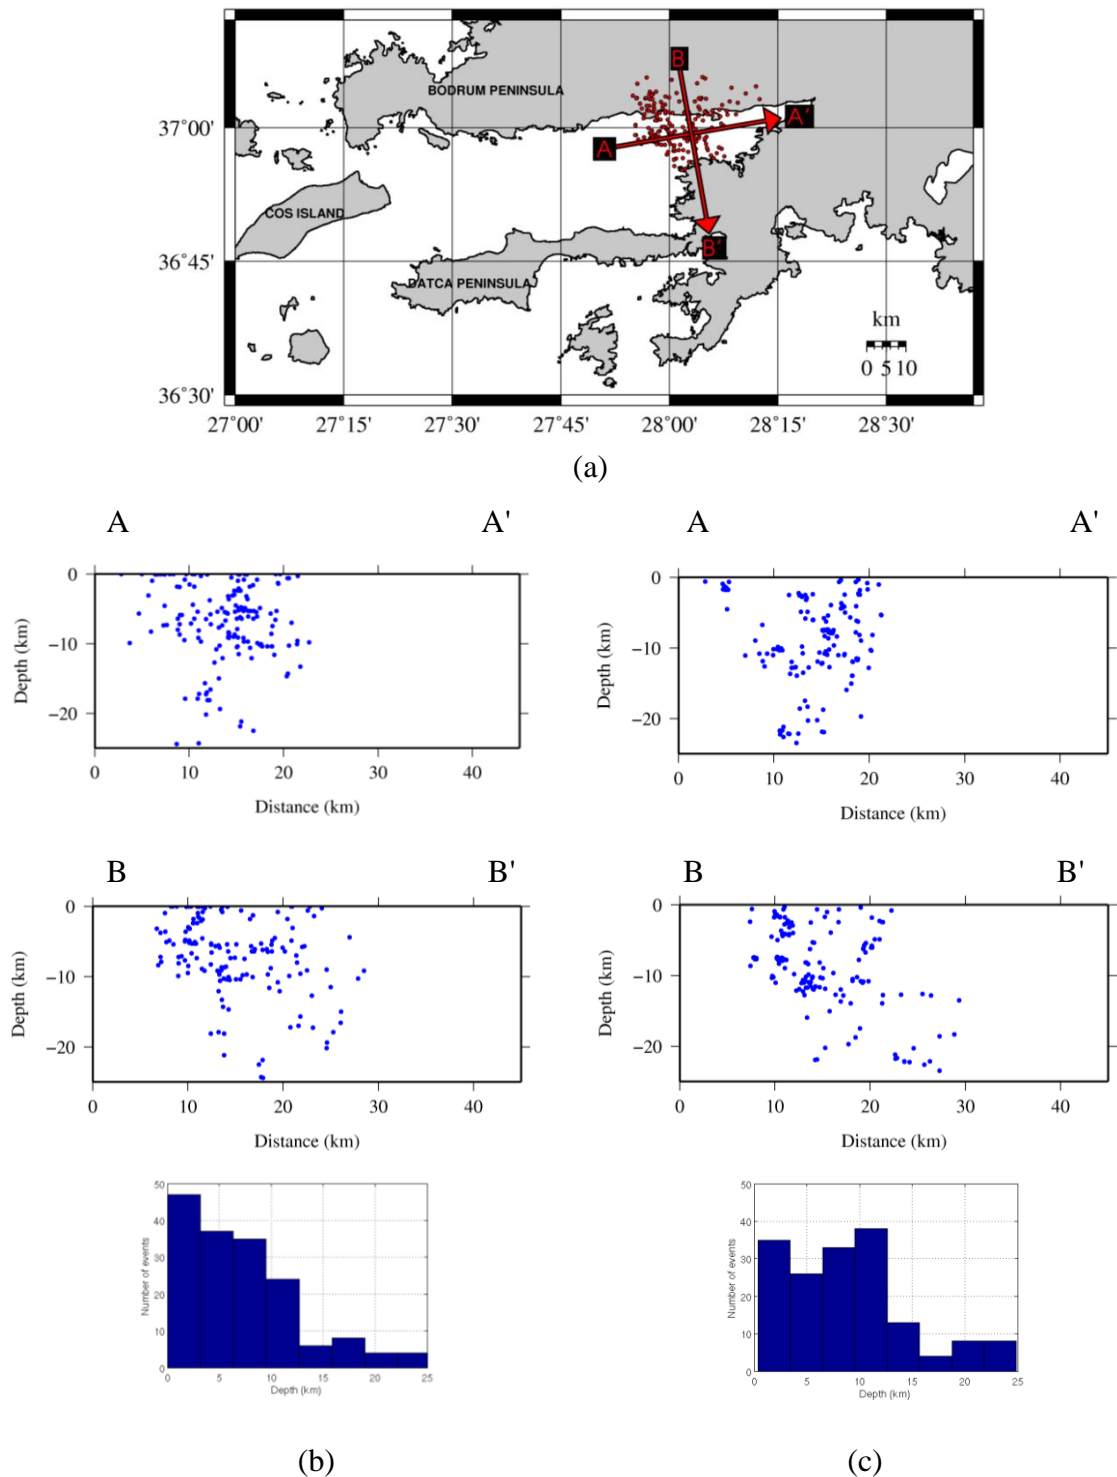 B
BODRUM PENINSULA
A'
37°00'
A
COS ISLAND
B'
36°45'
DATCA PENINSULA
km
0 5 10
36°30'
27°00' 27°15' 27°30' 27°45' 28°00' 28°15' 28°30'
(a)
A A' A A'
0
-10
-20
Depth (km)
0 10 20 30 40
Distance (km)
0
-10
-20
Depth (km)
0 10 20 30 40
Distance (km)
B B' B B'
0
-10
-20
Depth (km)
0 10 20 30 40
Distance (km)
0
-10
-20
Depth (km)
0 10 20 30 40
Distance (km)
50
40
30
20
10
0
Number of events
0 5 10 15 20 25
Depth (km)
50
40
30
20
10
0
Number of events
0 5 10 15 20 25
Depth (km)
(b) (c)